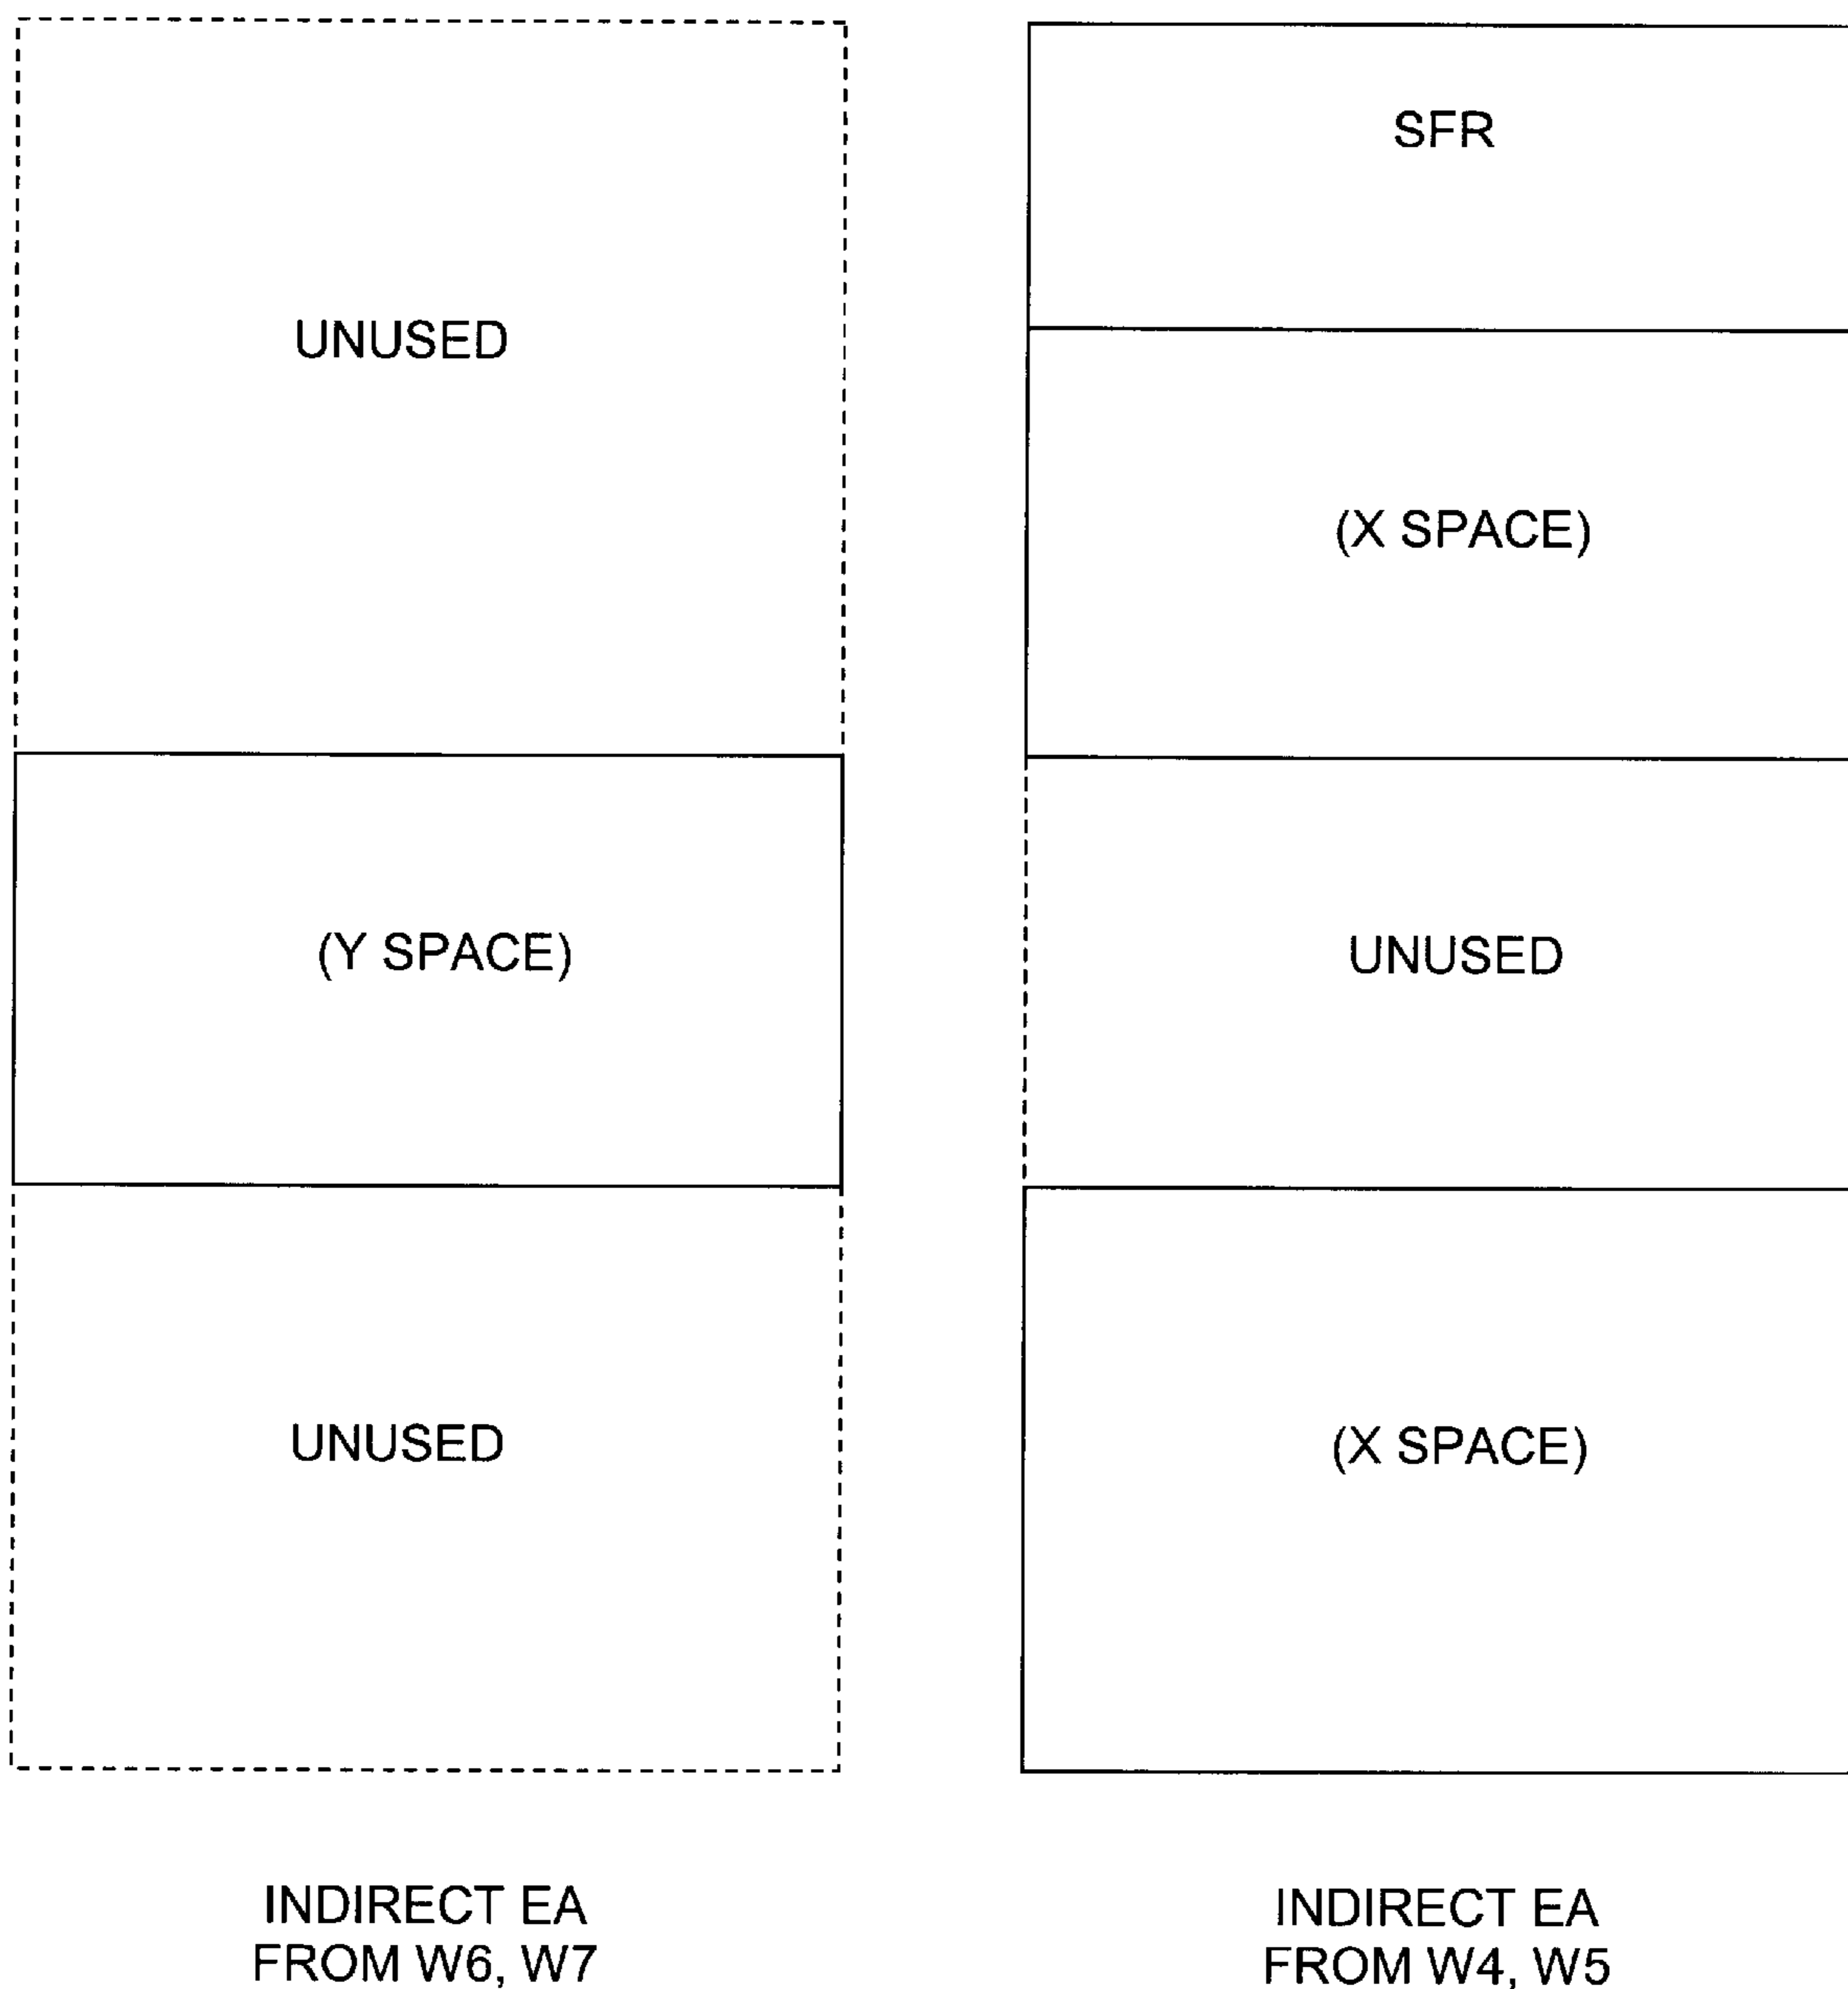 UNUSED
(Y SPACE)
UNUSED
INDIRECT EA
FROM W6, W7
SFR
(X SPACE)
UNUSED
(X SPACE)
INDIRECT EA
FROM W4, W5